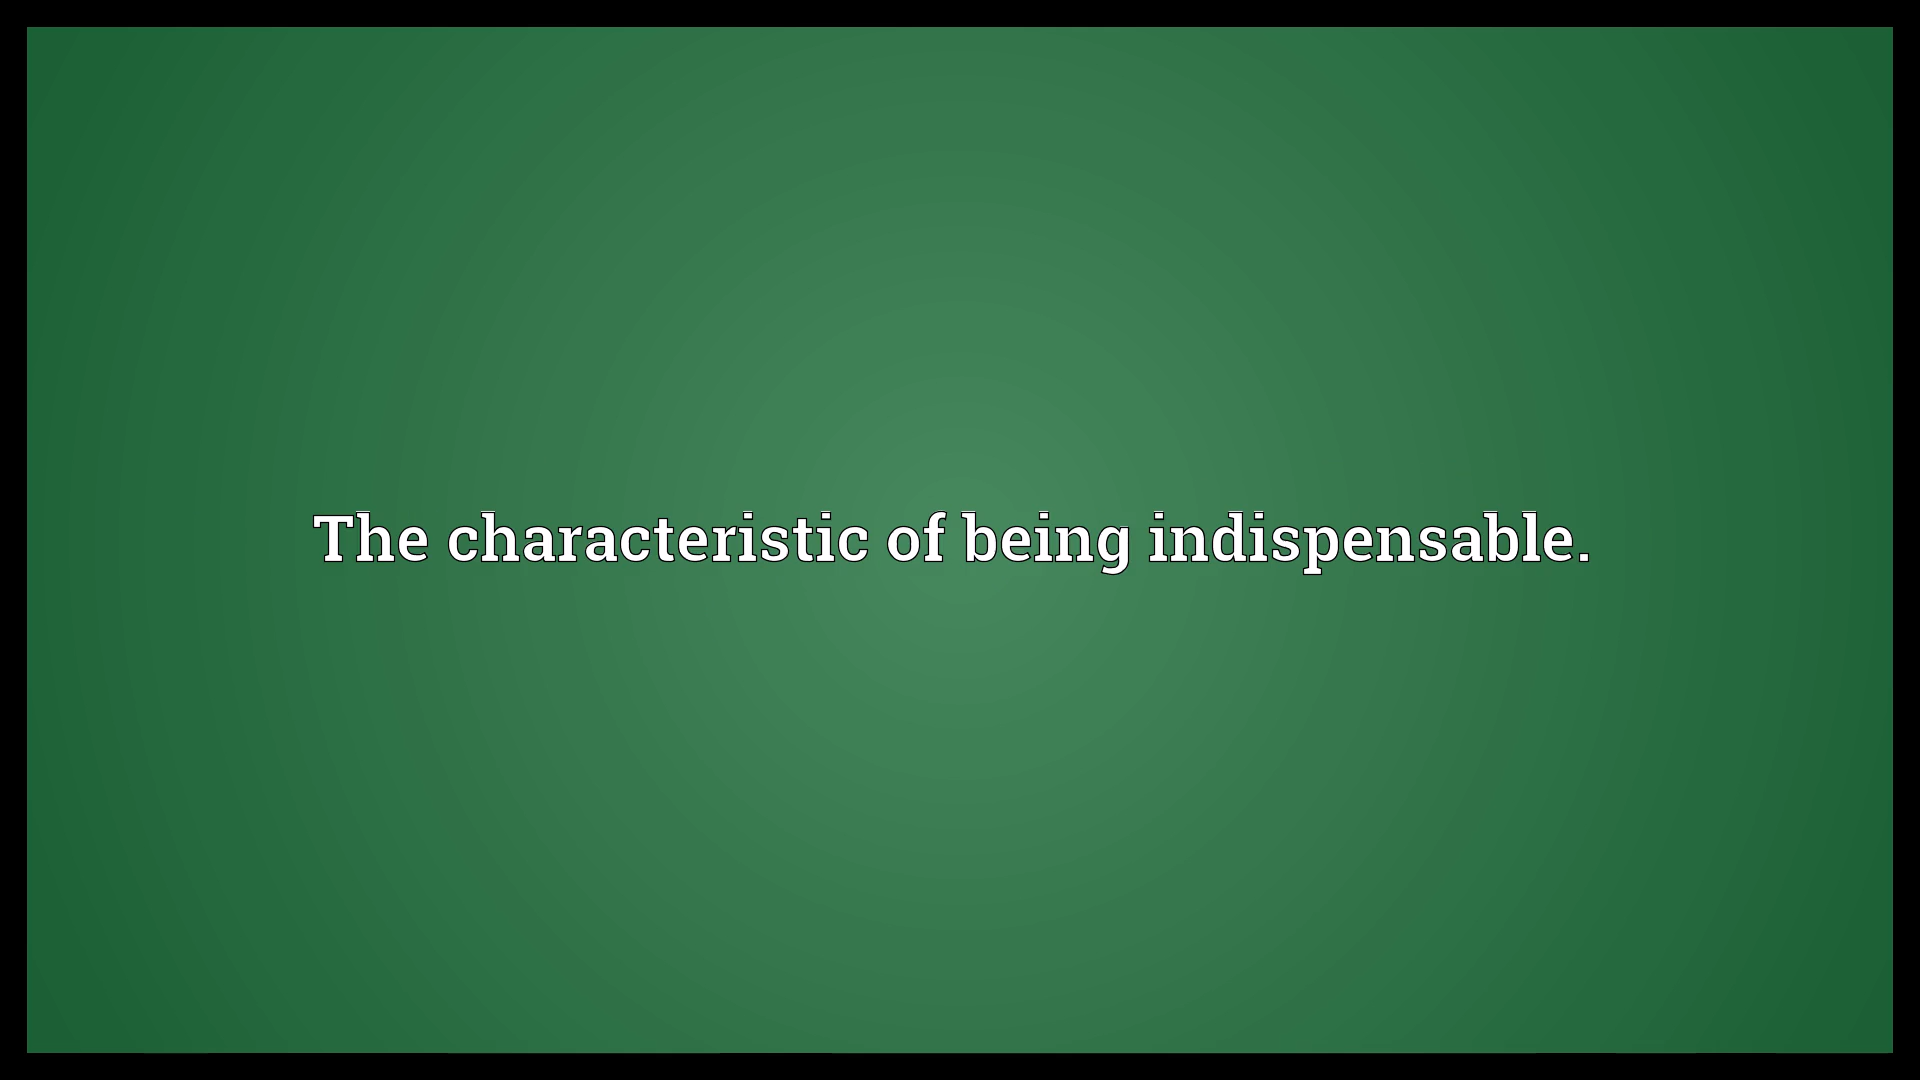 The characteristic of being indispensable.